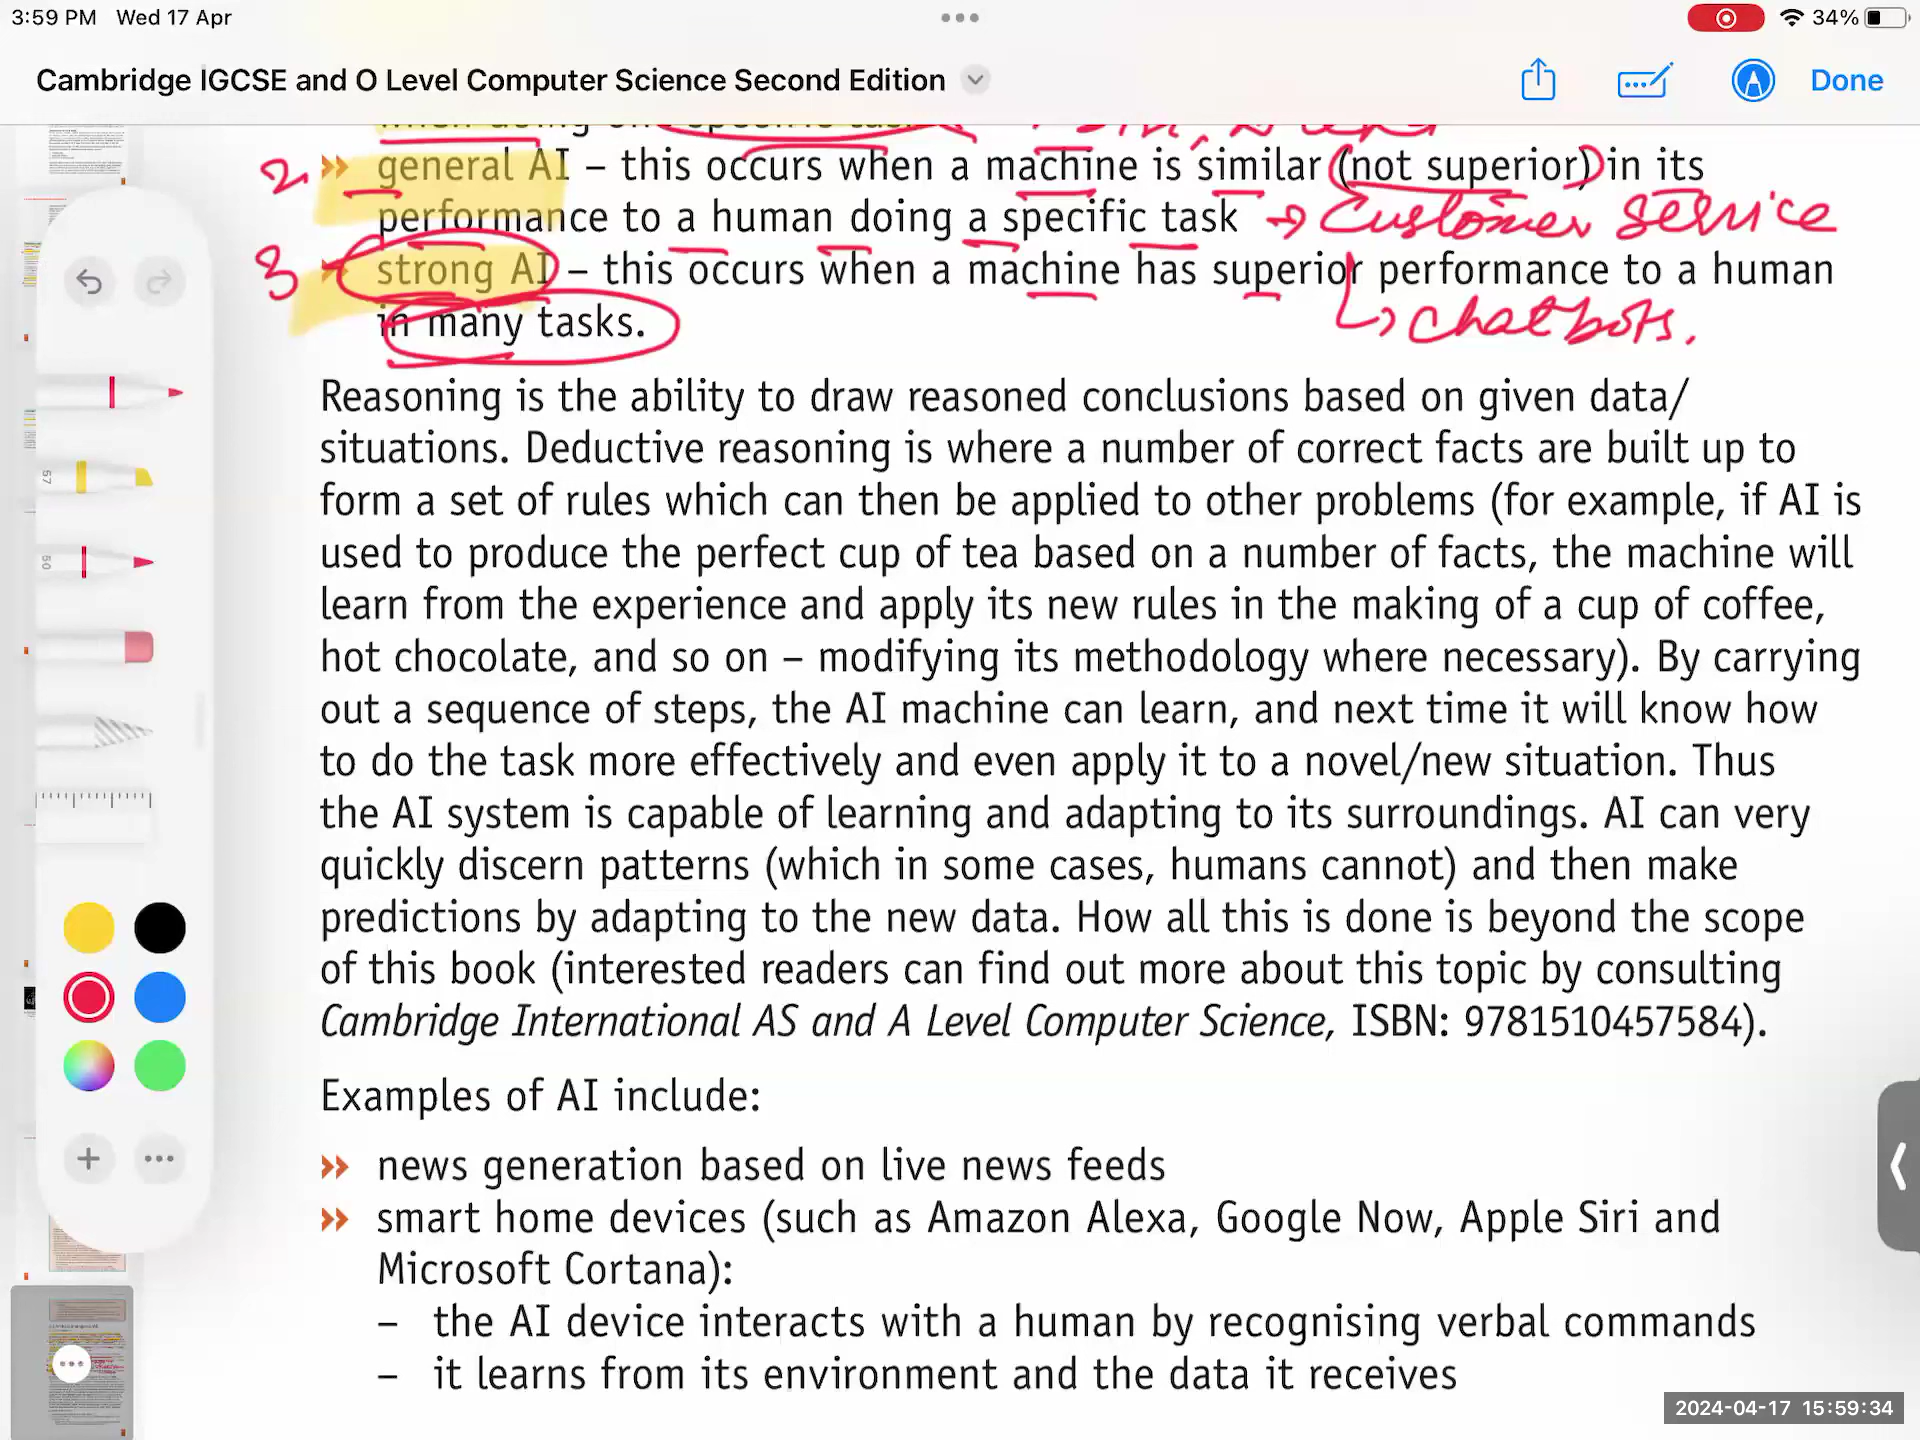 3:59 PM Wed 17 Apr
34%
Cambridge IGCSE and O Level Computer Science Second Edition
Done
when doing one specific task
2. » general AI – this occurs when a machine is similar (not superior) in its
performance to a human doing a specific task → Customer service
3 » strong AI – this occurs when a machine has superior performance to a human
in many tasks.
↳ chatbots.
Reasoning is the ability to draw reasoned conclusions based on given data/
situations. Deductive reasoning is where a number of correct facts are built up to
form a set of rules which can then be applied to other problems (for example, if AI is
used to produce the perfect cup of tea based on a number of facts, the machine will
learn from the experience and apply its new rules in the making of a cup of coffee,
hot chocolate, and so on – modifying its methodology where necessary). By carrying
out a sequence of steps, the AI machine can learn, and next time it will know how
to do the task more effectively and even apply it to a novel/new situation. Thus
the AI system is capable of learning and adapting to its surroundings. AI can very
quickly discern patterns (which in some cases, humans cannot) and then make
predictions by adapting to the new data. How all this is done is beyond the scope
of this book (interested readers can find out more about this topic by consulting
Cambridge International AS and A Level Computer Science, ISBN: 9781510457584).
Examples of AI include:
» news generation based on live news feeds
» smart home devices (such as Amazon Alexa, Google Now, Apple Siri and
Microsoft Cortana):
– the AI device interacts with a human by recognising verbal commands
– it learns from its environment and the data it receives
57
50
2024-04-17 15:59:34